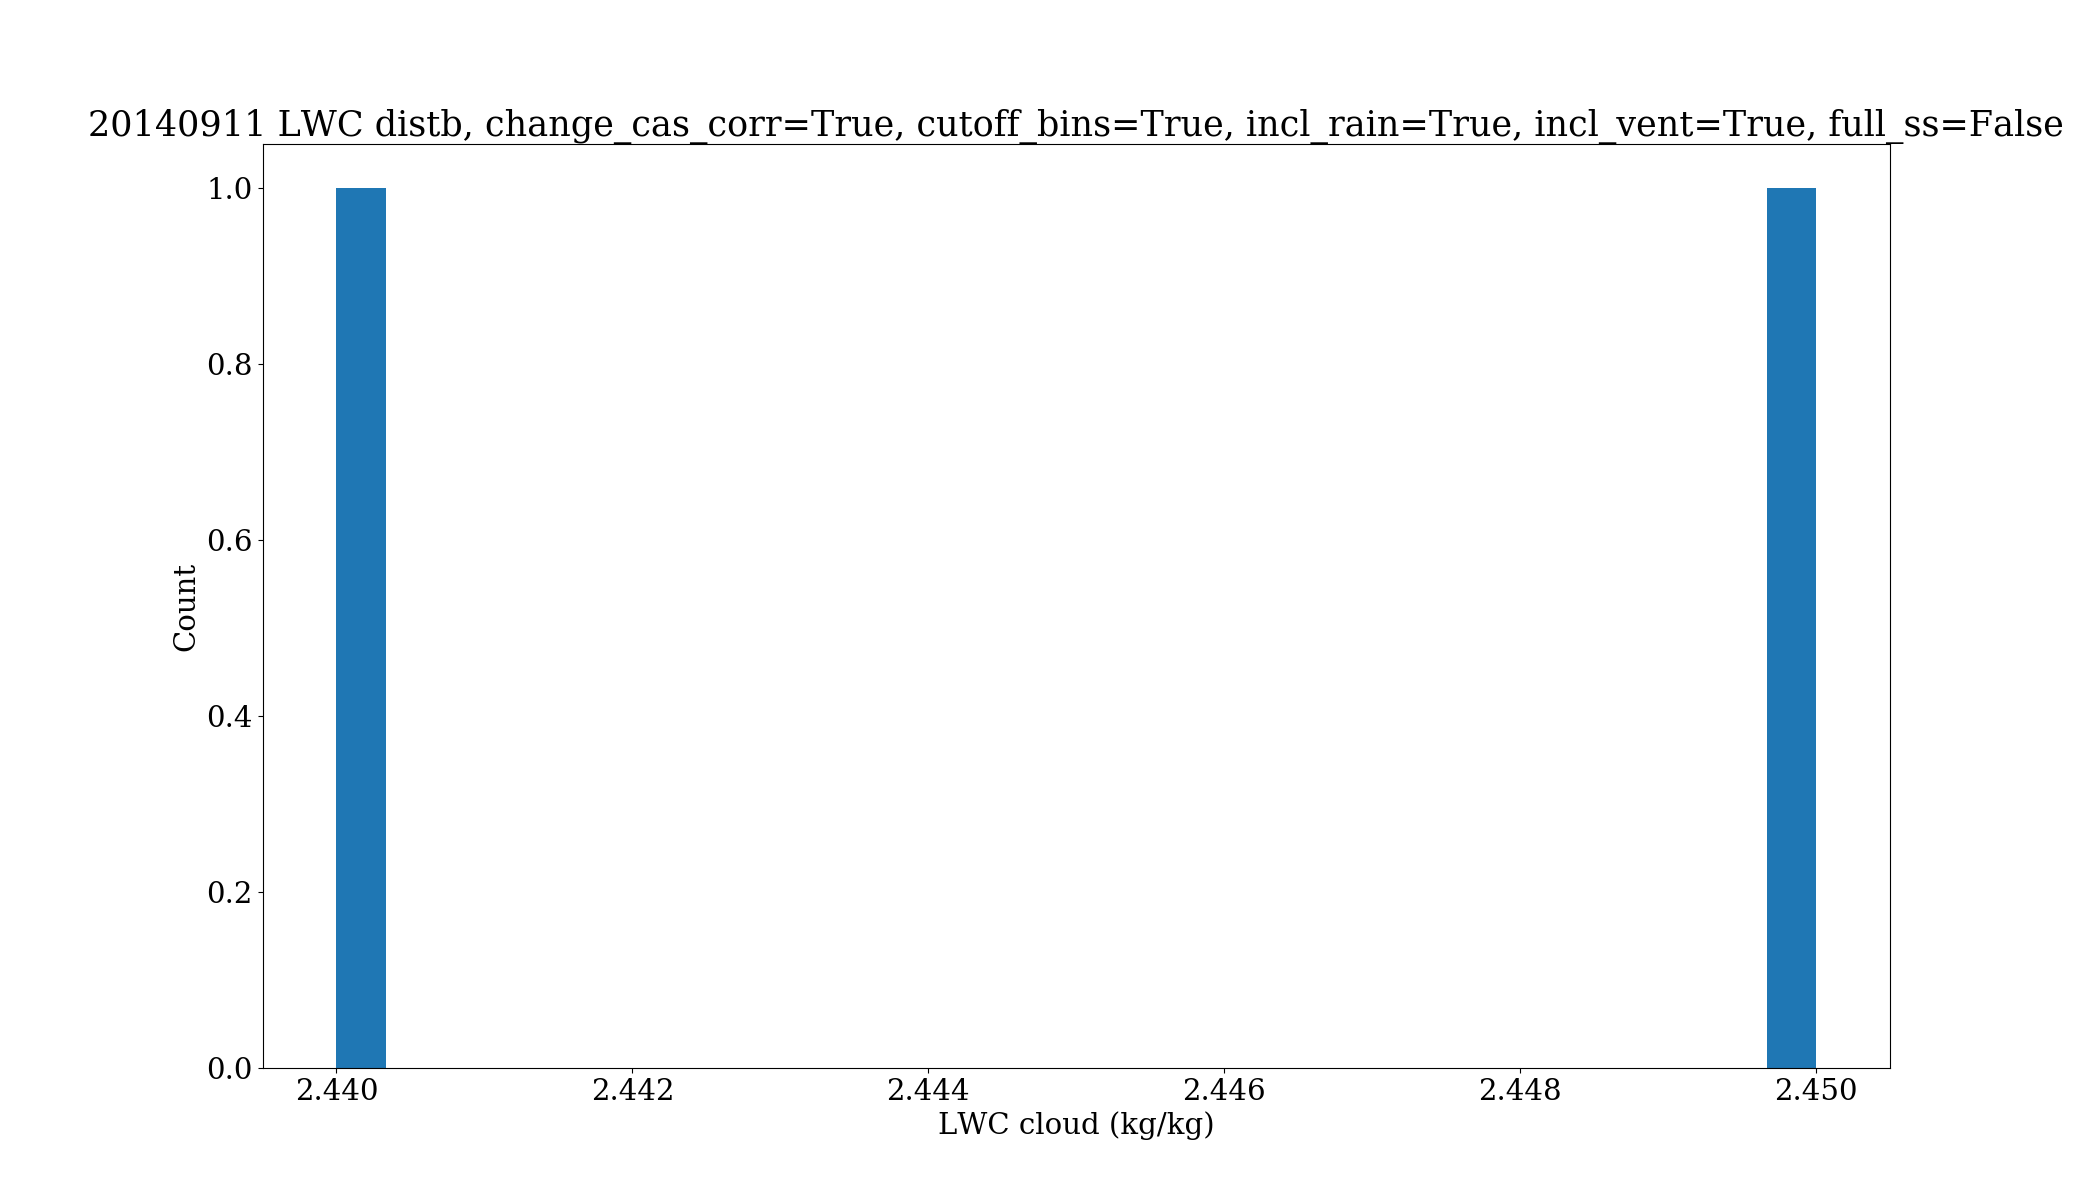 20140911 LWC distb, change_cas_corr=True, cutoff_bins=True, incl_rain=True, incl_vent=True, full_ss=False
1.0
0.8
0.6
0.4
0.2
0.0
Count
2.440 2.442 2.444 2.446 2.448 2.450
LWC cloud (kg/kg)